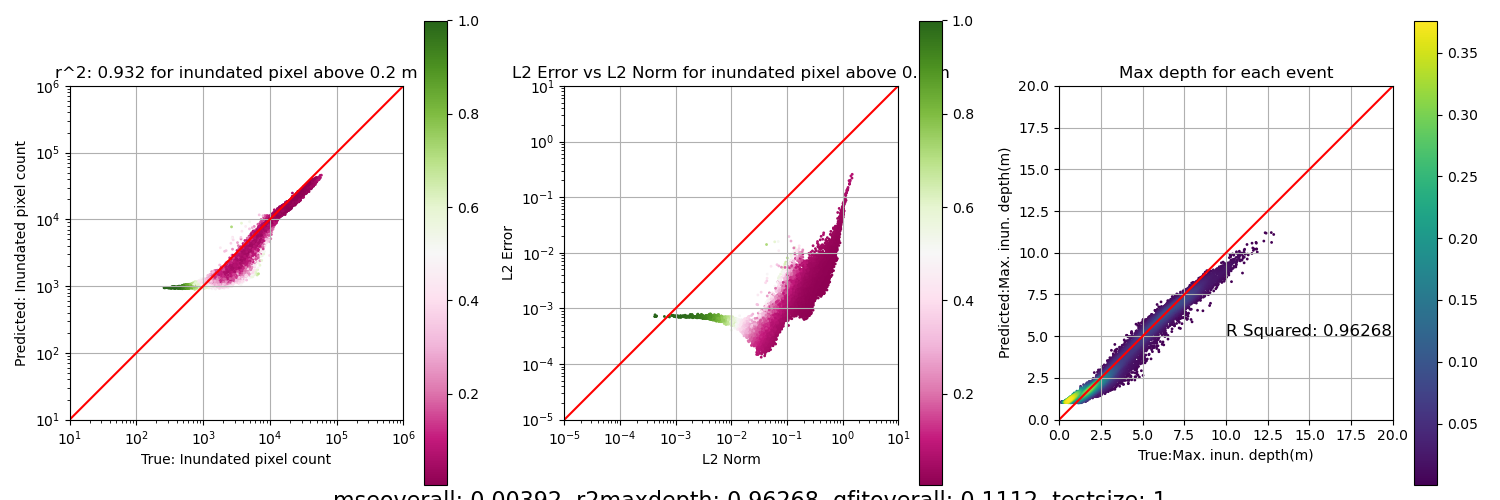 r^2: 0.932 for inundated pixel above 0.2 m
L2 Error vs L2 Norm for inundated pixel above 0.
Max depth for each event
Predicted: Inundated pixel count
10^6
10^5
10^4
10^3
10^2
10^1
10^1 10^2 10^3 10^4 10^5 10^6
True: Inundated pixel count
1.0
0.8
0.6
0.4
0.2
L2 Error
10^1
10^0
10^−1
10^−2
10^−3
10^−4
10^−5
10^−5 10^−4 10^−3 10^−2 10^−1 10^0 10^1
L2 Norm
1.0
0.8
0.6
0.4
0.2
Predicted:Max. inun. depth(m)
20.0
17.5
15.0
12.5
10.0
7.5
5.0
2.5
0.0
R Squared: 0.96268
0.0 2.5 5.0 7.5 10.0 12.5 15.0 17.5 20.0
True:Max. inun. depth(m)
0.35
0.30
0.25
0.20
0.15
0.10
0.05
mseoverall: 0.00392, r2maxdepth: 0.96268, gfitoverall: 0.1112, testsize: 1